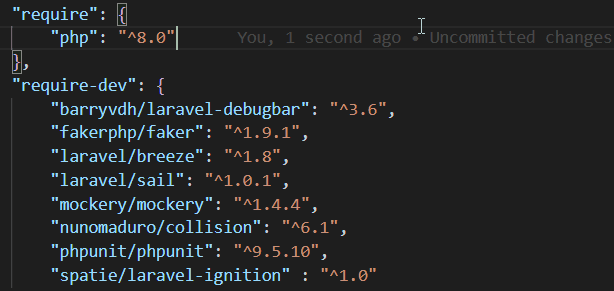 "require": {
"php": "^8.0" You, 1 second ago • Uncommitted changes
},
"require-dev": {
"barryvdh/laravel-debugbar": "^3.6",
"fakerphp/faker": "^1.9.1",
"laravel/breeze": "^1.8",
"laravel/sail": "^1.0.1",
"mockery/mockery": "^1.4.4",
"nunomaduro/collision": "^6.1",
"phpunit/phpunit": "^9.5.10",
"spatie/laravel-ignition" : "^1.0"